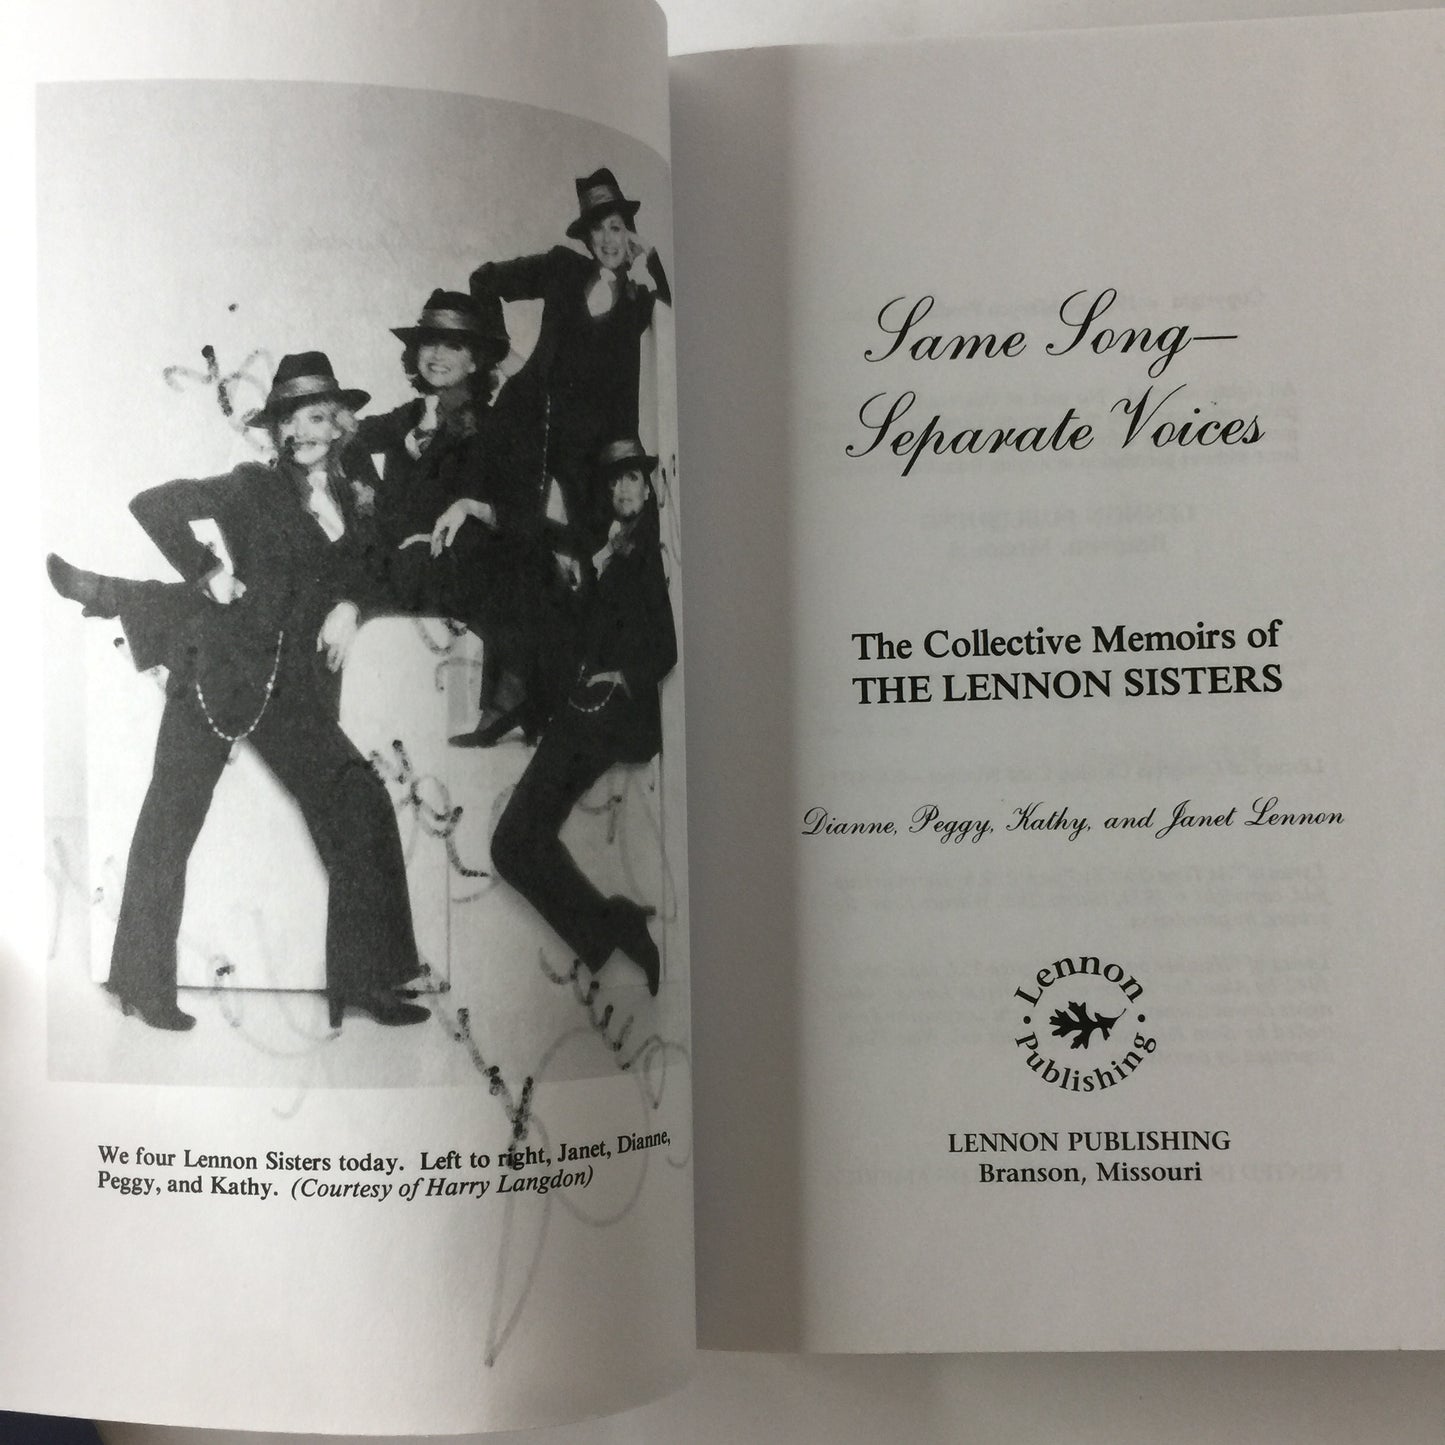 We four Lennon Sisters today. Left to right, Janet, Dianne,
Peggy, and Kathy. (Courtesy of Harry Langdon)
Same Song—
Separate Voices
The Collective Memoirs of
THE LENNON SISTERS
Dianne, Peggy, Kathy, and Janet Lennon
Lennon
Publishing
LENNON PUBLISHING
Branson, Missouri